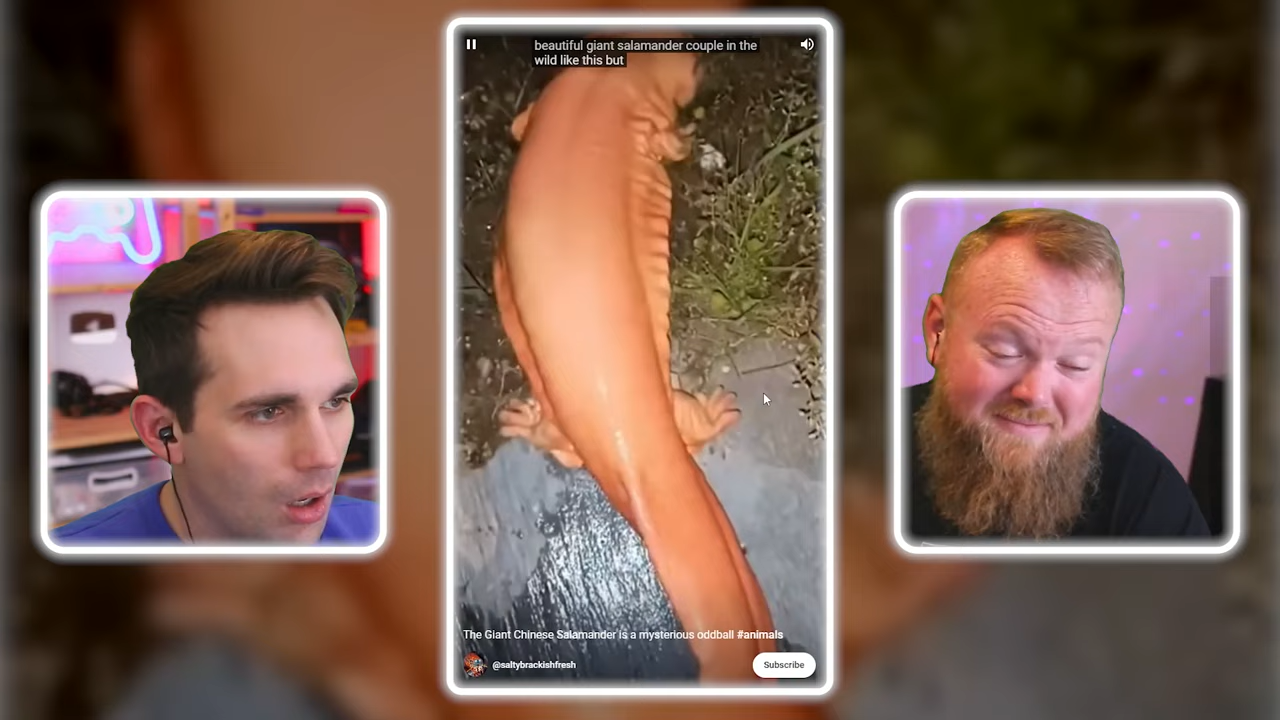 beautiful giant salamander couple in the
wild like this but
The Giant Chinese Salamander is a mysterious oddball #animals
@saltybrackishfresh
Subscribe